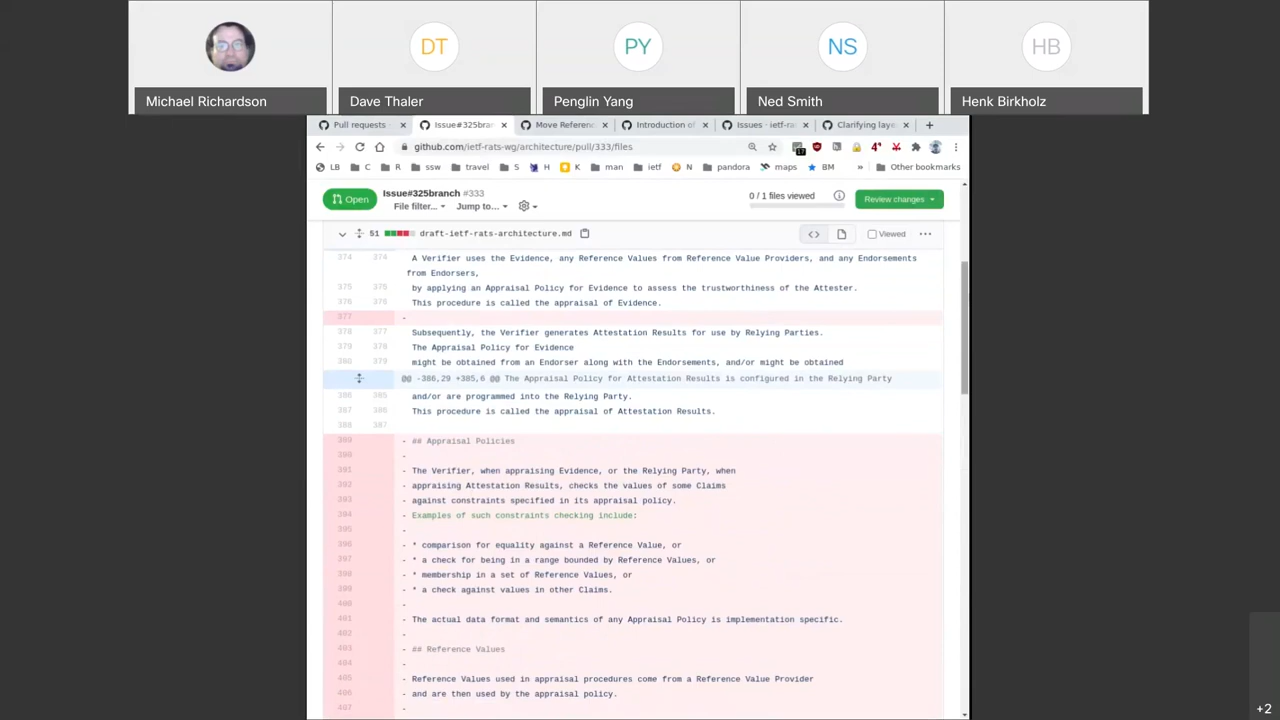 DT
PY
NS
HB
Michael Richardson
Dave Thaler
Penglin Yang
Ned Smith
Henk Birkholz
Pull requests ·
Issue#325bran
Move Referenc
Introduction of
Issues · ietf-ra
Clarifying laye
github.com/ietf-rats-wg/architecture/pull/333/files
17
LB
C
R
ssw
travel
S
H
K
man
ietf
N
pandora
maps
BM
»
Other bookmarks
Open
Issue#325branch #333
File filter...
Jump to...
0 / 1 files viewed
Review changes
51
draft-ietf-rats-architecture.md
Viewed
374 374 A Verifier uses the Evidence, any Reference Values from Reference Value Providers, and any Endorsements
from Endorsers,
375 375 by applying an Appraisal Policy for Evidence to assess the trustworthiness of the Attester.
376 376 This procedure is called the appraisal of Evidence.
377 -
378 377 Subsequently, the Verifier generates Attestation Results for use by Relying Parties.
379 378 The Appraisal Policy for Evidence
380 379 might be obtained from an Endorser along with the Endorsements, and/or might be obtained
@@ -386,29 +385,6 @@ The Appraisal Policy for Attestation Results is configured in the Relying Party
386 385 and/or are programmed into the Relying Party.
387 386 This procedure is called the appraisal of Attestation Results.
388 387
389 - ## Appraisal Policies
390 -
391 - The Verifier, when appraising Evidence, or the Relying Party, when
392 - appraising Attestation Results, checks the values of some Claims
393 - against constraints specified in its appraisal policy.
394 - Examples of such constraints checking include:
395 -
396 - * comparison for equality against a Reference Value, or
397 - * a check for being in a range bounded by Reference Values, or
398 - * membership in a set of Reference Values, or
399 - * a check against values in other Claims.
400 -
401 - The actual data format and semantics of any Appraisal Policy is implementation specific.
402 -
403 - ## Reference Values
404 -
405 - Reference Values used in appraisal procedures come from a Reference Value Provider
406 - and are then used by the appraisal policy.
407 -
+2